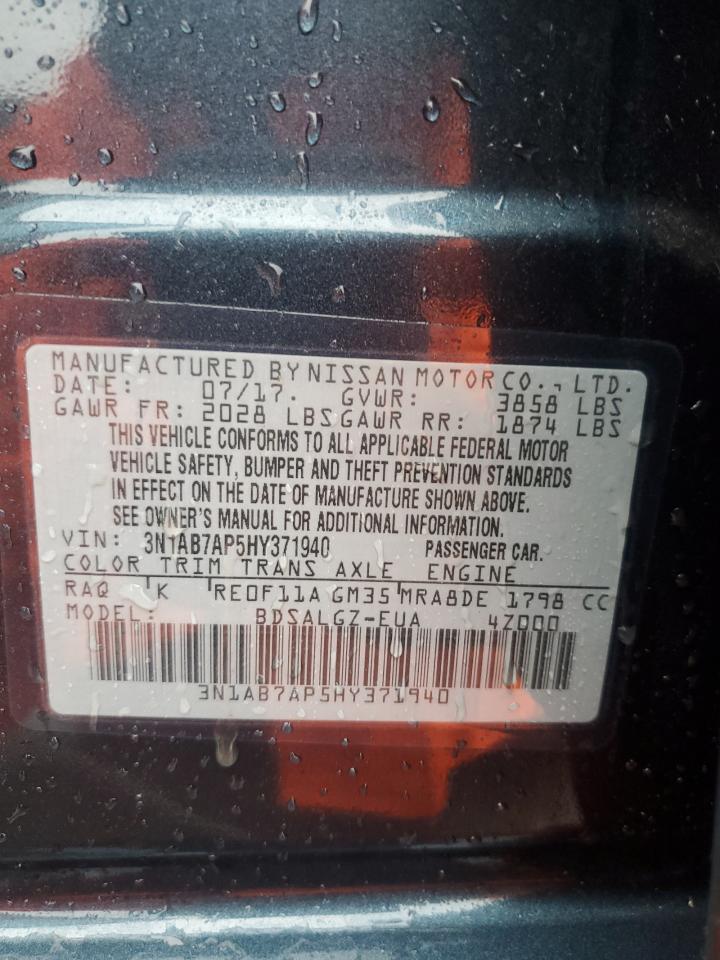 MANUFACTURED BY NISSAN MOTOR CO., LTD.
DATE: 07/17. GVWR: 3858 LBS
GAWR FR: 2028 LBS GAWR RR: 1874 LBS
THIS VEHICLE CONFORMS TO ALL APPLICABLE FEDERAL MOTOR
VEHICLE SAFETY, BUMPER AND THEFT PREVENTION STANDARDS
IN EFFECT ON THE DATE OF MANUFACTURE SHOWN ABOVE.
SEE OWNER'S MANUAL FOR ADDITIONAL INFORMATION.
VIN: 3N1AB7AP5HY371940 PASSENGER CAR.
COLOR TRIM TRANS AXLE ENGINE
RAQ K RE0F11A GM35 MRA8DE 1798 CC
MODEL: BDSALGZ-EUA 4Z000
3N1AB7AP5HY371940